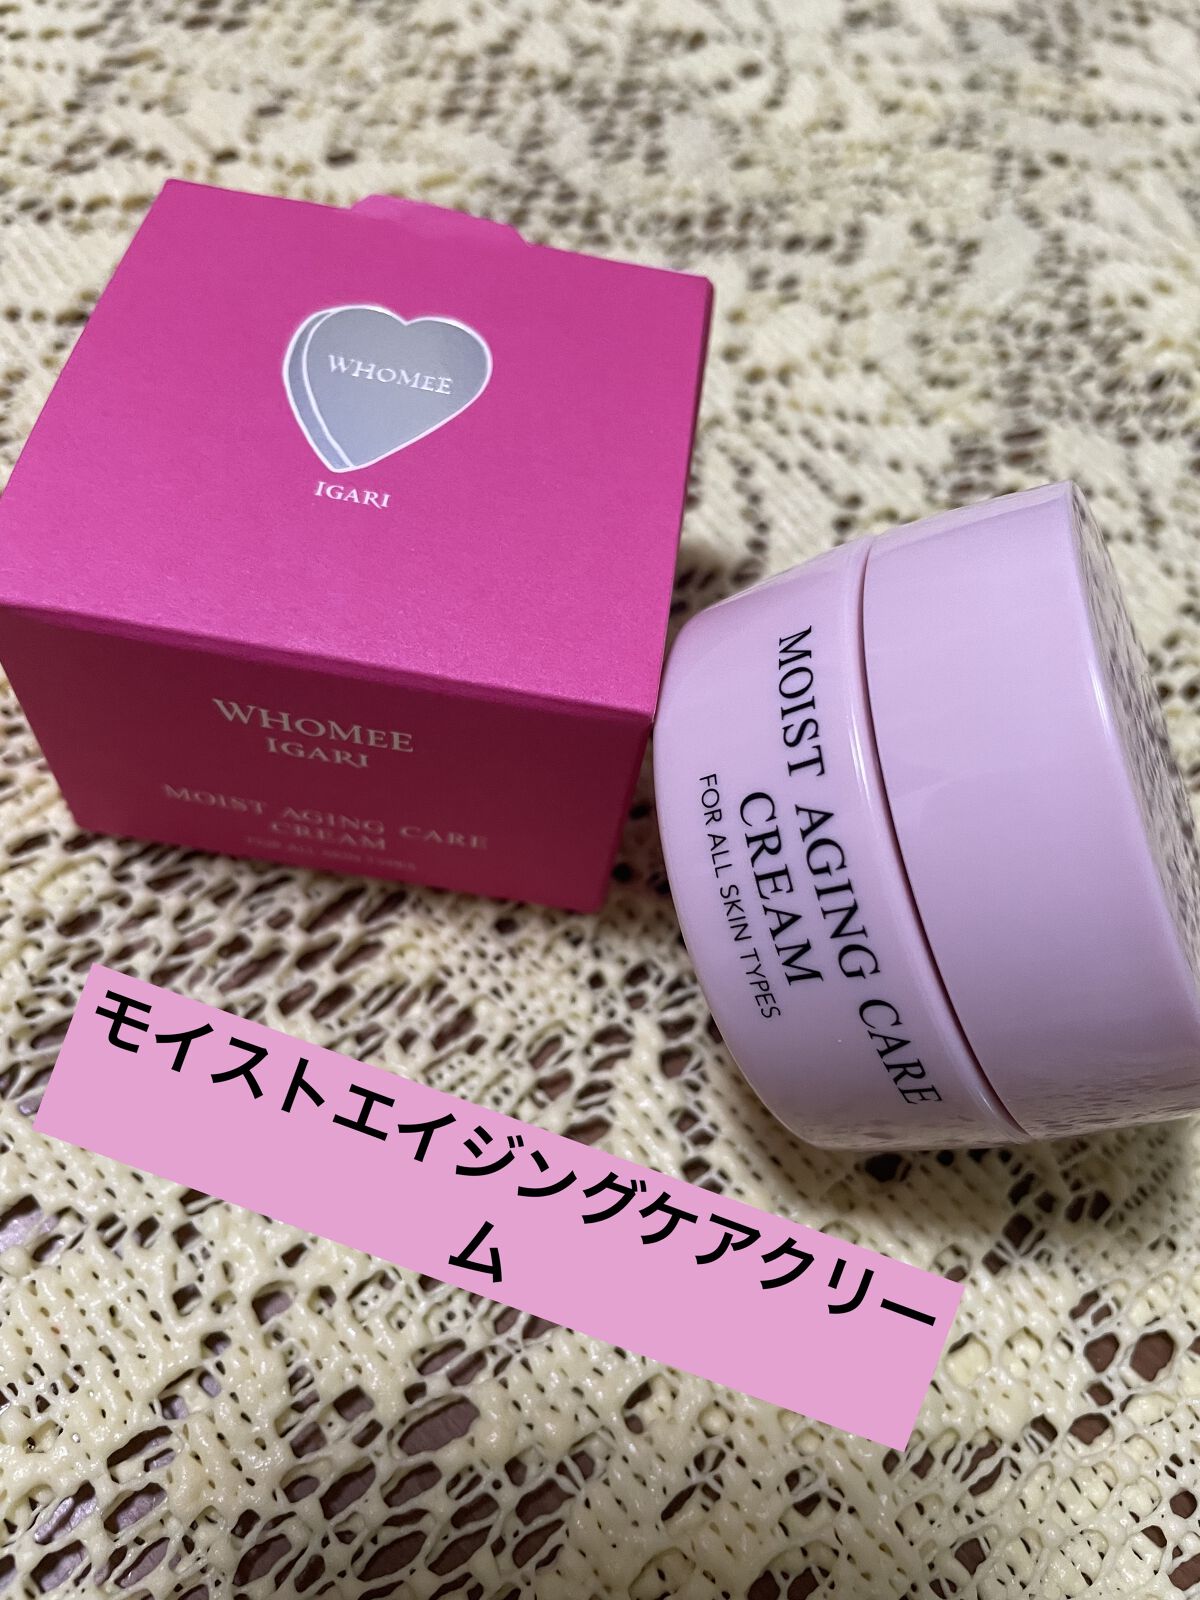 WHOMEE
IGARI
WHOMEE
IGARI
MOIST AGING CARE
CREAM
FOR ALL SKIN TYPES
MOIST AGING CARE
CREAM
FOR ALL SKIN TYPES
モイストエイジングケアクリー
ム